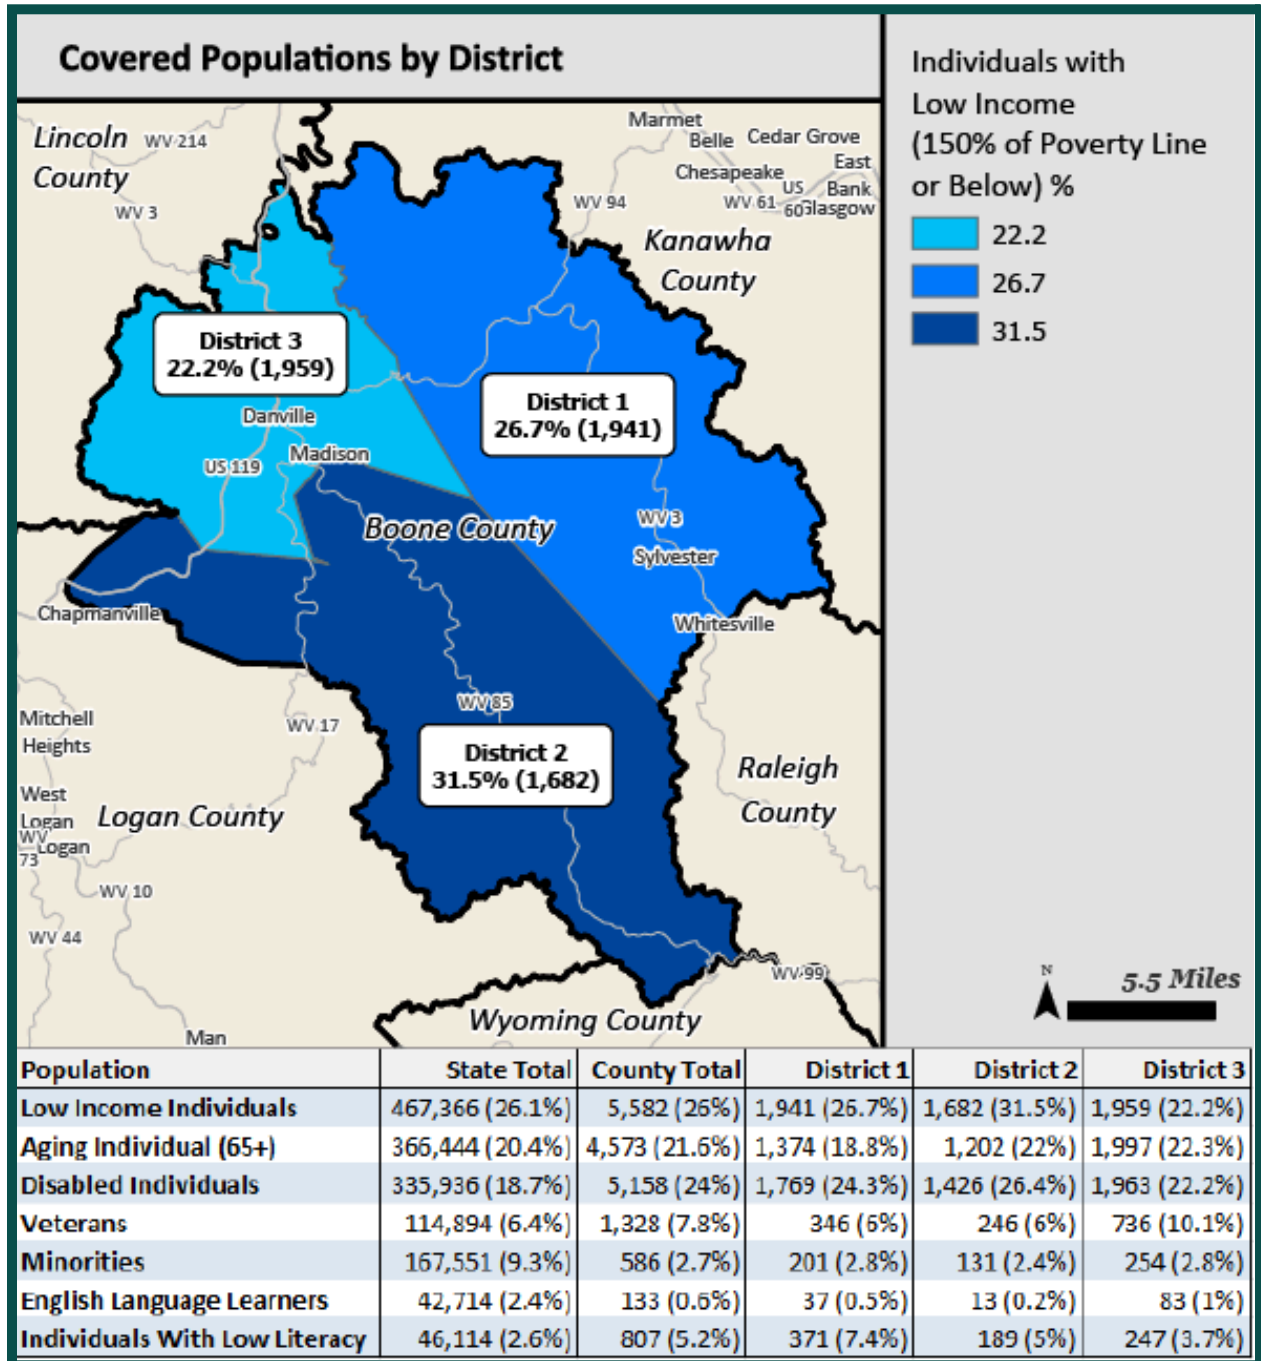 Covered Populations by District
Individuals with
Low Income
(150% of Poverty Line
or Below) %
22.2
26.7
31.5
Lincoln
County
WV 214
WV 3
Marmet
Belle
Cedar Grove
Chesapeake
East
Bank
US
60
WV 61
Glasgow
WV 94
Kanawha
County
District 3
22.2% (1,959)
District 1
26.7% (1,941)
Danville
Madison
US 119
Boone County
WV 3
Sylvester
Whitesville
Chapmanville
WV 85
WV 17
Mitchell
Heights
District 2
31.5% (1,682)
Raleigh
County
West
Logan
Logan County
WV
73
Logan
WV 10
WV 44
WV 99
N
5.5 Miles
Wyoming County
Man
Population State Total County Total District 1 District 2 District 3
Low Income Individuals 467,366 (26.1%) 5,582 (26%) 1,941 (26.7%) 1,682 (31.5%) 1,959 (22.2%)
Aging Individual (65+) 366,444 (20.4%) 4,573 (21.6%) 1,374 (18.8%) 1,202 (22%) 1,997 (22.3%)
Disabled Individuals 335,936 (18.7%) 5,158 (24%) 1,769 (24.3%) 1,426 (26.4%) 1,963 (22.2%)
Veterans 114,894 (6.4%) 1,328 (7.8%) 346 (6%) 246 (6%) 736 (10.1%)
Minorities 167,551 (9.3%) 586 (2.7%) 201 (2.8%) 131 (2.4%) 254 (2.8%)
English Language Learners 42,714 (2.4%) 133 (0.6%) 37 (0.5%) 13 (0.2%) 83 (1%)
Individuals With Low Literacy 46,114 (2.6%) 807 (5.2%) 371 (7.4%) 189 (5%) 247 (3.7%)